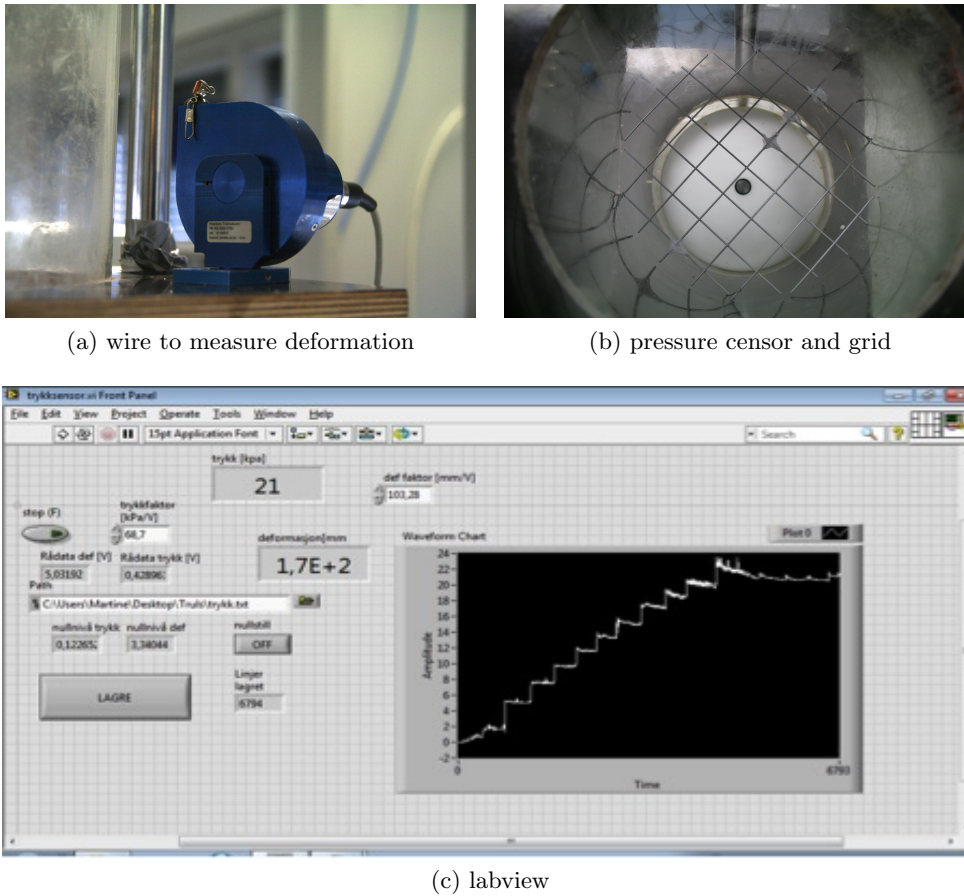 (a) wire to measure deformation
(b) pressure censor and grid
trykksensor.vi Front Panel
File Edit View Project Operate Tools Window Help
15pt Application Font
Search
trykk [kpa]
21
def faktor [mm/V]
103,28
stop (F)
trykkfaktor
[kPa/V]
68,7
deformasjon[mm
1,7E+2
Rådata def [V] Rådata trykk [V]
5,03192
Path
C:\Users\Martine\Desktop\Truls\trykk.txt
nullnivå trykk nullnivå def
3,34044
nullstill
OFF
Linjer
lagret
6794
LAGRE
Waveform Chart
Plot 0
Amplitude
24
22
20
18
16
14
12
10
8
6
4
2
0
-2
0
6793
Time
(c) labview